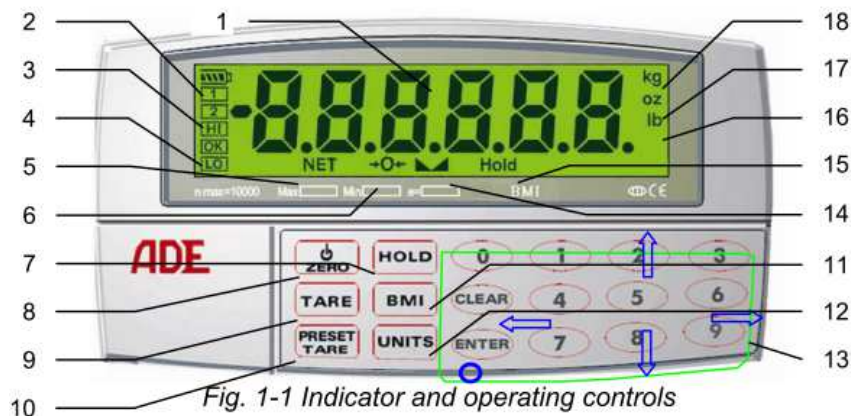 1
2 18
3 17
4 16
5 15
6 14
1 kg
2 oz
HI lb
OK
LO
-8.8.8.8.8.8.
NET →O← Hold
n max=10000 Max Min e= BMI CE
ADE
ZERO HOLD 0 1 2 3
TARE BMI CLEAR 4 5 6
PRESET TARE UNITS ENTER 7 8 9
7
8 11
9 12
10 13
Fig. 1-1 Indicator and operating controls